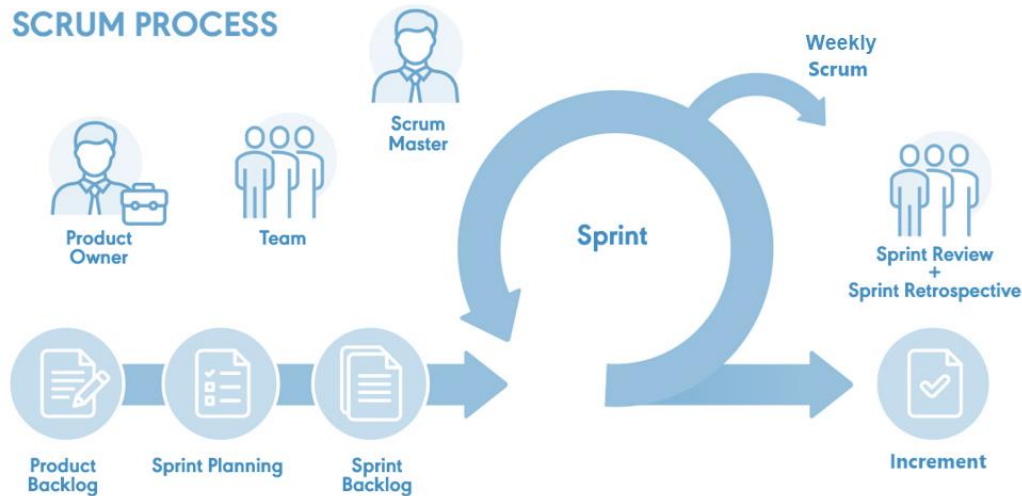 SCRUM PROCESS
Weekly
Scrum
Scrum
Master
Product
Owner
Team
Sprint
Sprint Review
+
Sprint Retrospective
Product
Backlog
Sprint Planning
Sprint
Backlog
Increment